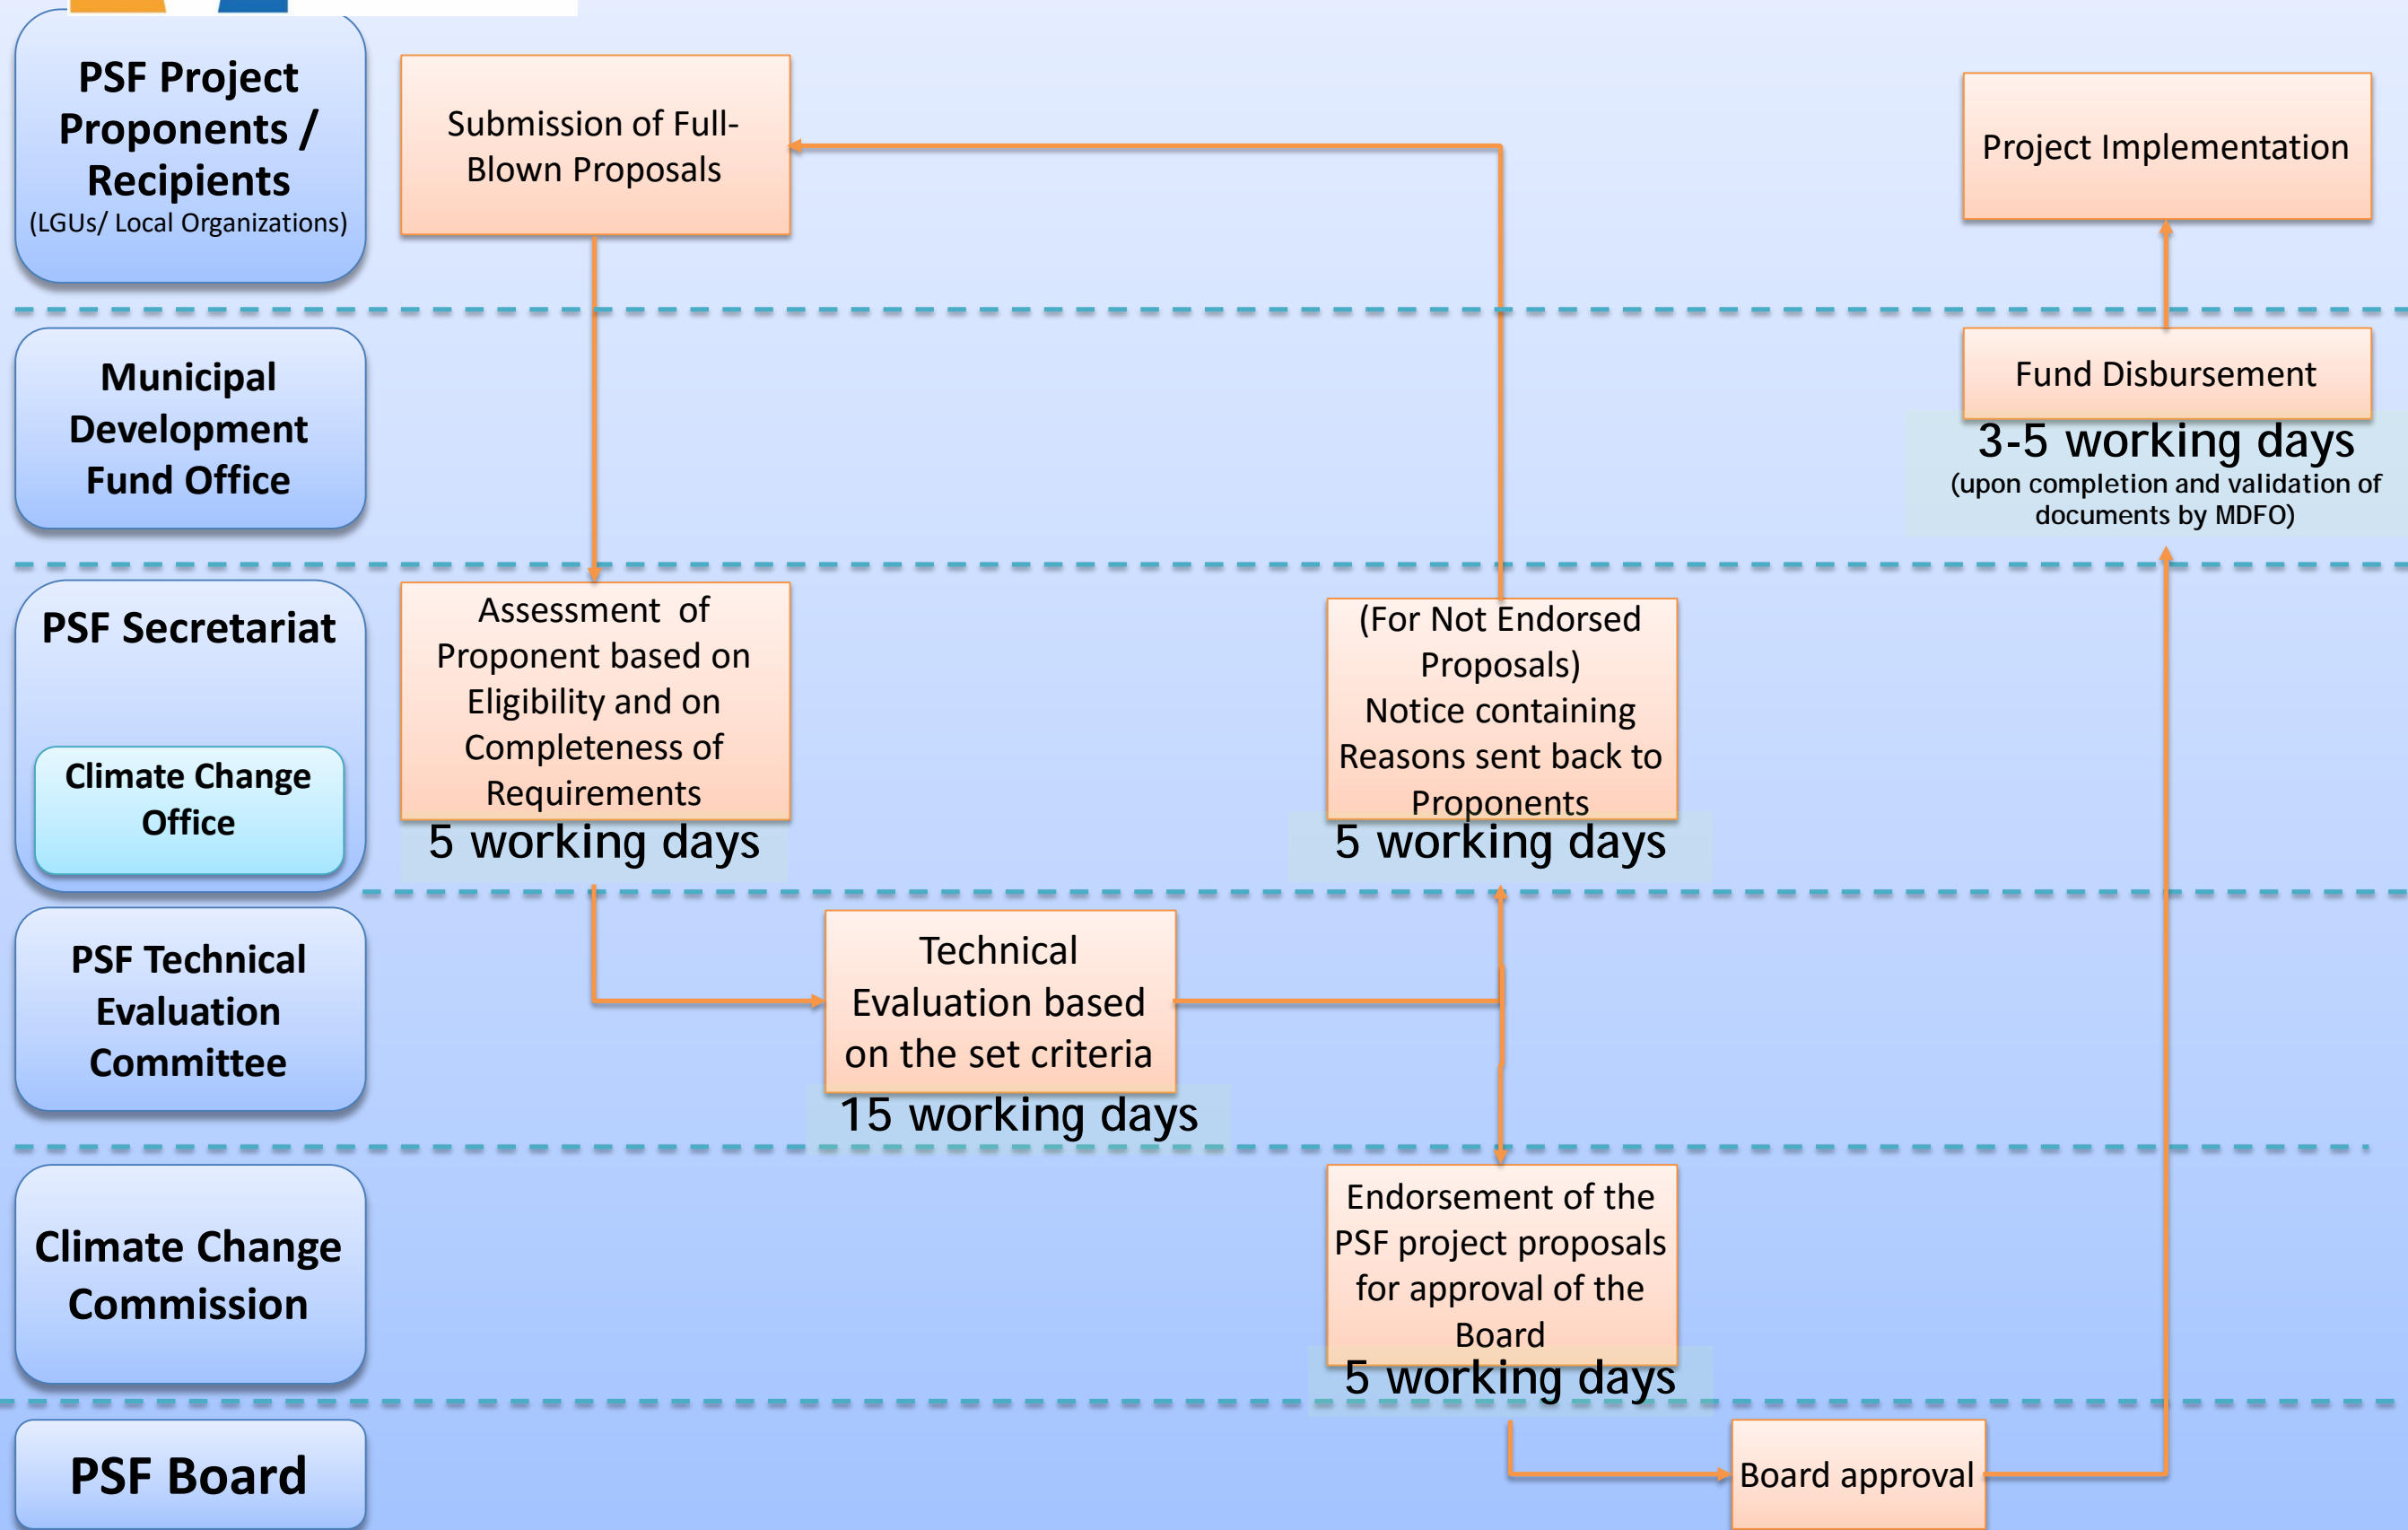 PSF Project
Proponents /
Recipients
(LGUs/ Local Organizations)
Submission of Full-
Blown Proposals
Project Implementation
Municipal
Development
Fund Office
Fund Disbursement
3-5 working days
(upon completion and validation of
documents by MDFO)
PSF Secretariat
Climate Change
Office
Assessment of
Proponent based on
Eligibility and on
Completeness of
Requirements
5 working days
(For Not Endorsed
Proposals)
Notice containing
Reasons sent back to
Proponents
5 working days
PSF Technical
Evaluation
Committee
Technical
Evaluation based
on the set criteria
15 working days
Climate Change
Commission
Endorsement of the
PSF project proposals
for approval of the
Board
5 working days
PSF Board
Board approval